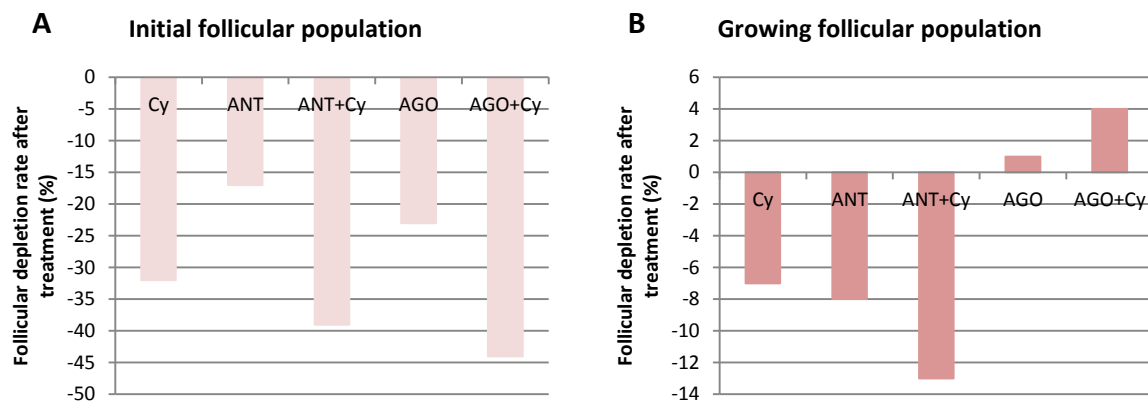 A Initial follicular population
Follicular depletion rate after
treatment (%)
0
-5
-10
-15
-20
-25
-30
-35
-40
-45
-50
Cy ANT ANT+Cy AGO AGO+Cy
B Growing follicular population
Follicular depletion rate after
treatment (%)
6
4
2
0
-2
-4
-6
-8
-10
-12
-14
Cy ANT ANT+Cy AGO AGO+Cy